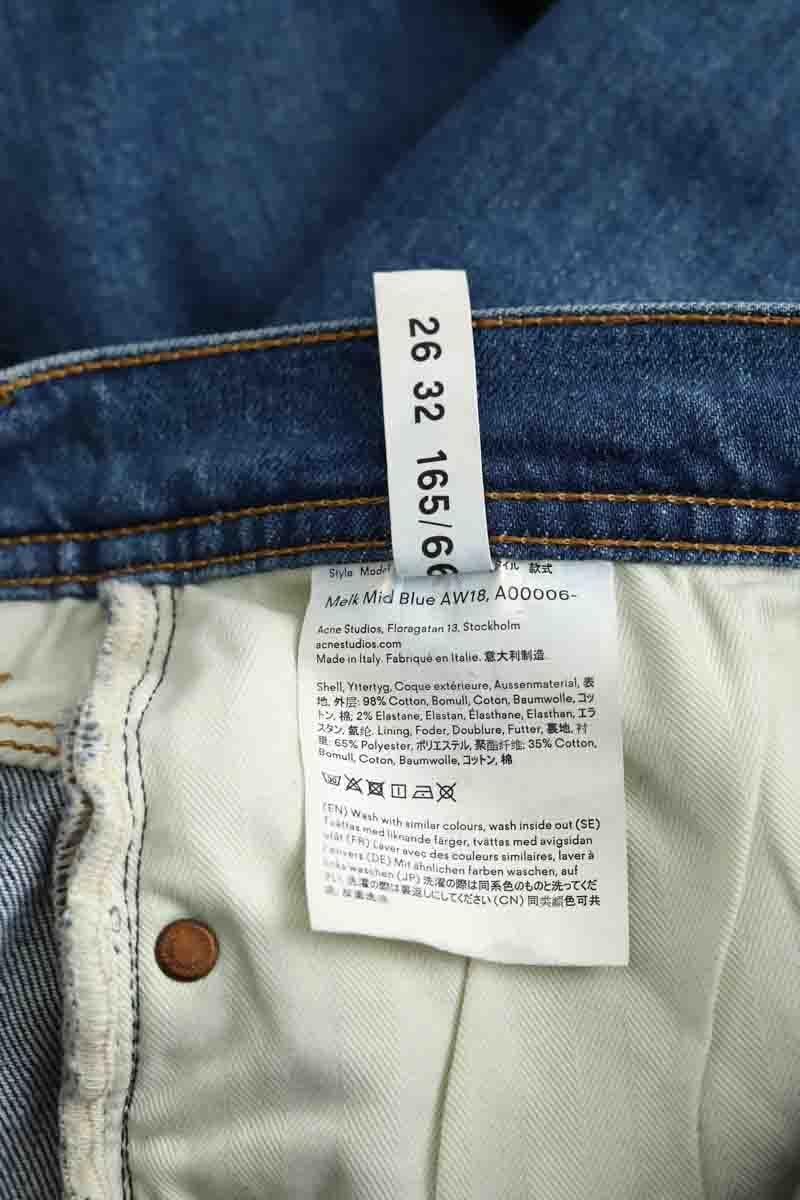 26 32 165/66
Style Model
イル 款式
Melk Mid Blue AW18, A00006-
Acne Studios, Floragatan 13, Stockholm
acnestudios.com
Made in Italy. Fabriqué en Italie. 意大利制造.
Shell, Yttertyg, Coque extérieure, Aussenmaterial, 表
地, 外层: 98% Cotton, Bomull, Coton, Baumwolle, コッ
トン, 棉; 2% Elastane, Elastan, Élasthane, Elasthan, エラ
スタン, 氨纶. Lining, Foder, Doublure, Futter, 裏地, 衬
里: 65% Polyester, ポリエステル, 聚酯纤维; 35% Cotton,
Bomull, Coton, Baumwolle, コットン, 棉
(EN) Wash with similar colours, wash inside out (SE)
Tvättas med liknande färger, tvättas med avigsidan
utåt (FR) Laver avec des couleurs similaires, laver à
l'envers (DE) Mit ähnlichen farben waschen, auf
links waschen (JP) 洗濯の際は同系色のものと洗ってくだ
さい, 洗濯の際は裏返しにしてください (CN) 同类颜色可共